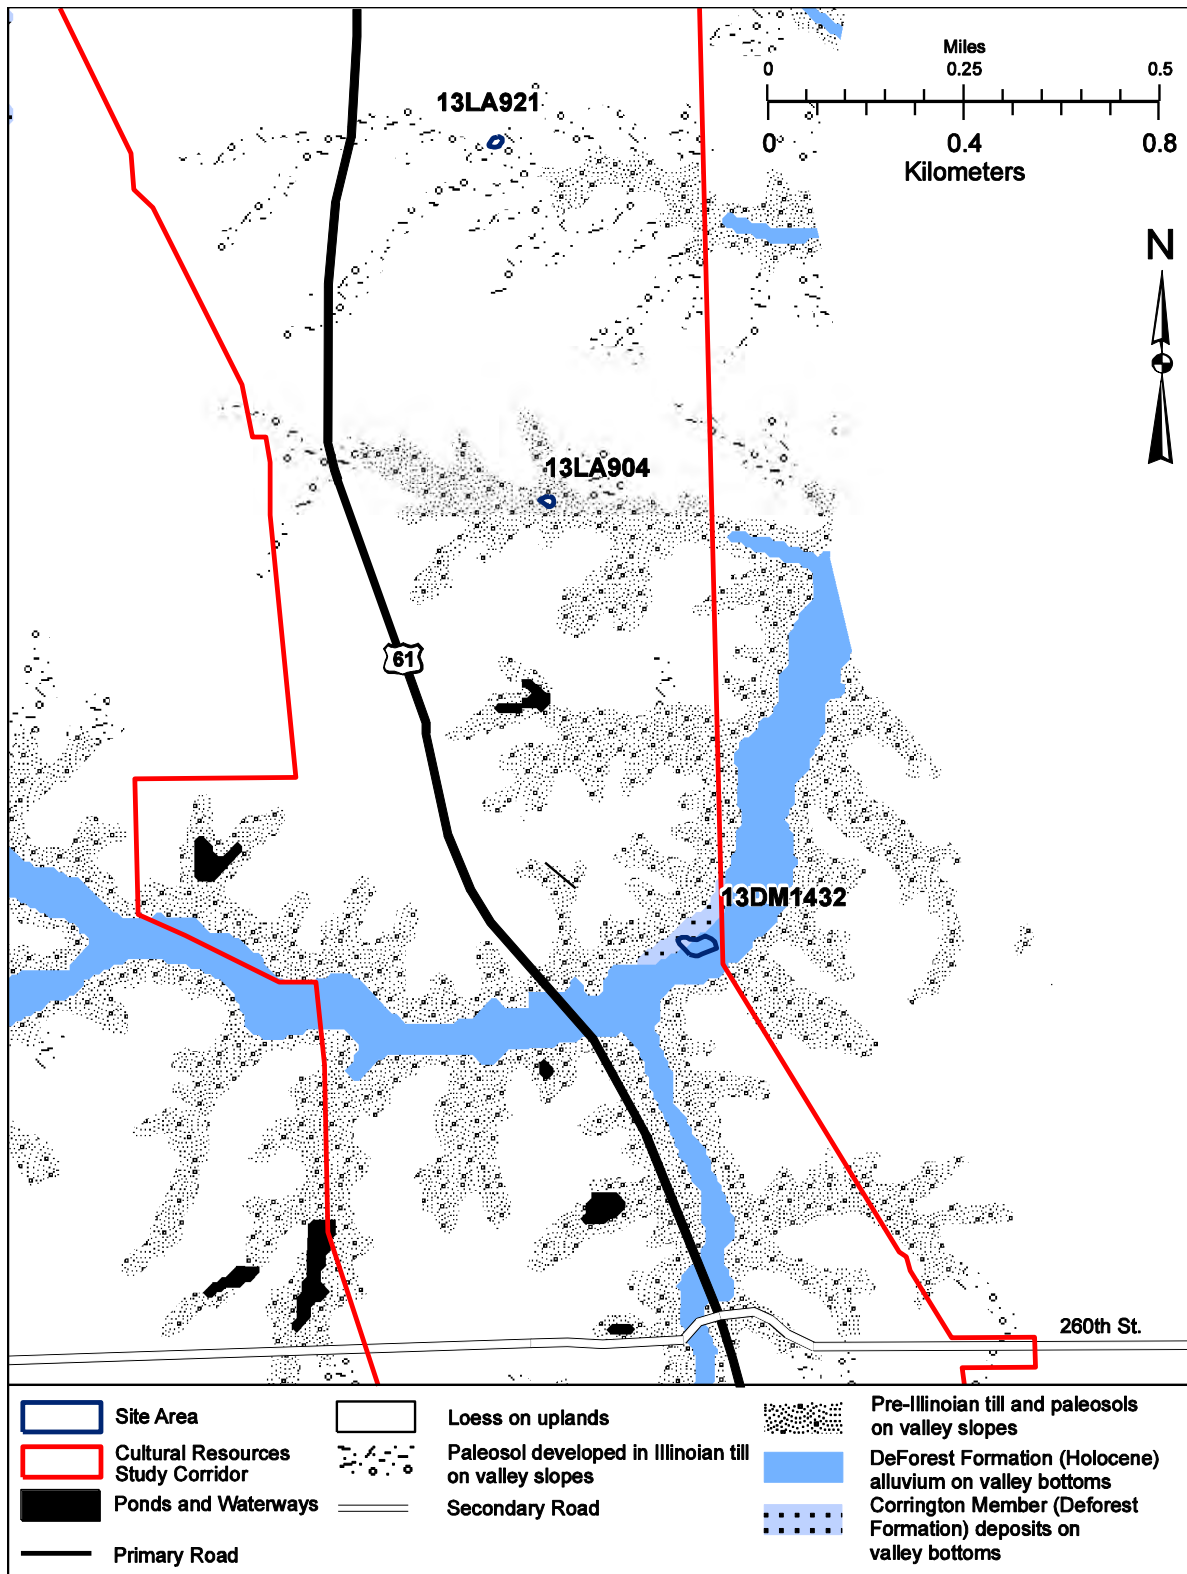 Miles
0 0.25 0.5
0 0.4 0.8
Kilometers
13LA921
N
13LA904
61
13DM1432
260th St.
Site Area
Cultural Resources
Study Corridor
Ponds and Waterways
Primary Road
Loess on uplands
Paleosol developed in Illinoian till
on valley slopes
Secondary Road
Pre-Illinoian till and paleosols
on valley slopes
DeForest Formation (Holocene)
alluvium on valley bottoms
Corrington Member (Deforest
Formation) deposits on
valley bottoms